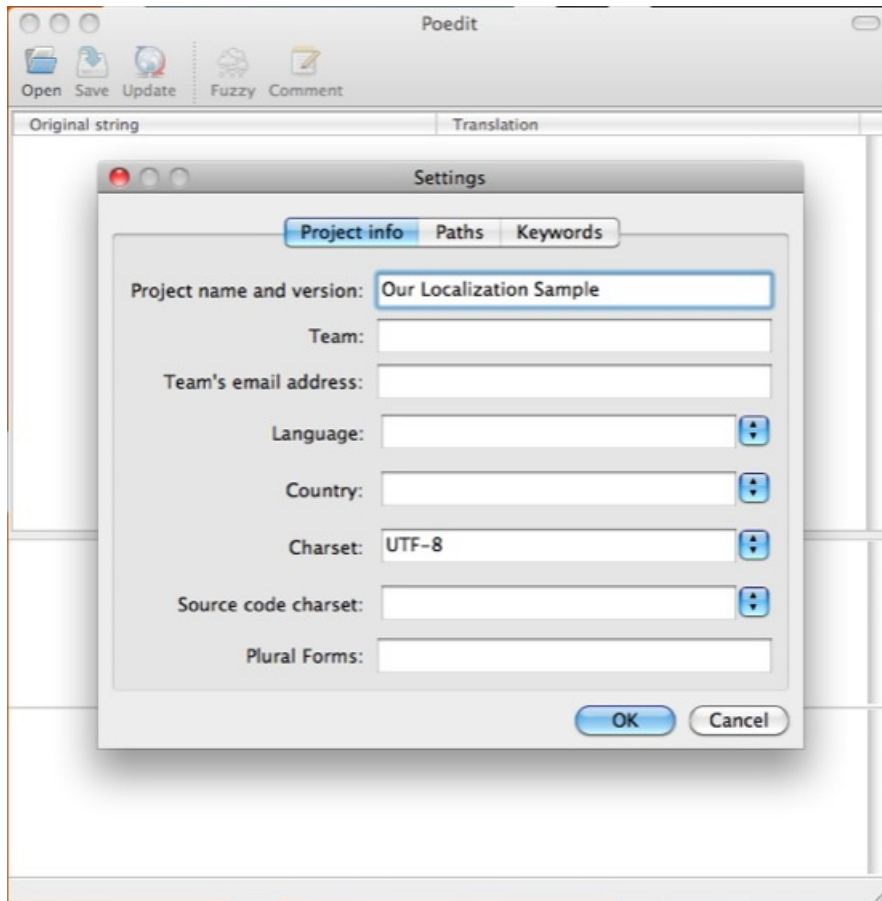 Poedit
Open Save Update Fuzzy Comment
Original string Translation
Settings
Project info Paths Keywords
Project name and version: Our Localization Sample
Team:
Team's email address:
Language:
Country:
Charset: UTF-8
Source code charset:
Plural Forms:
OK Cancel